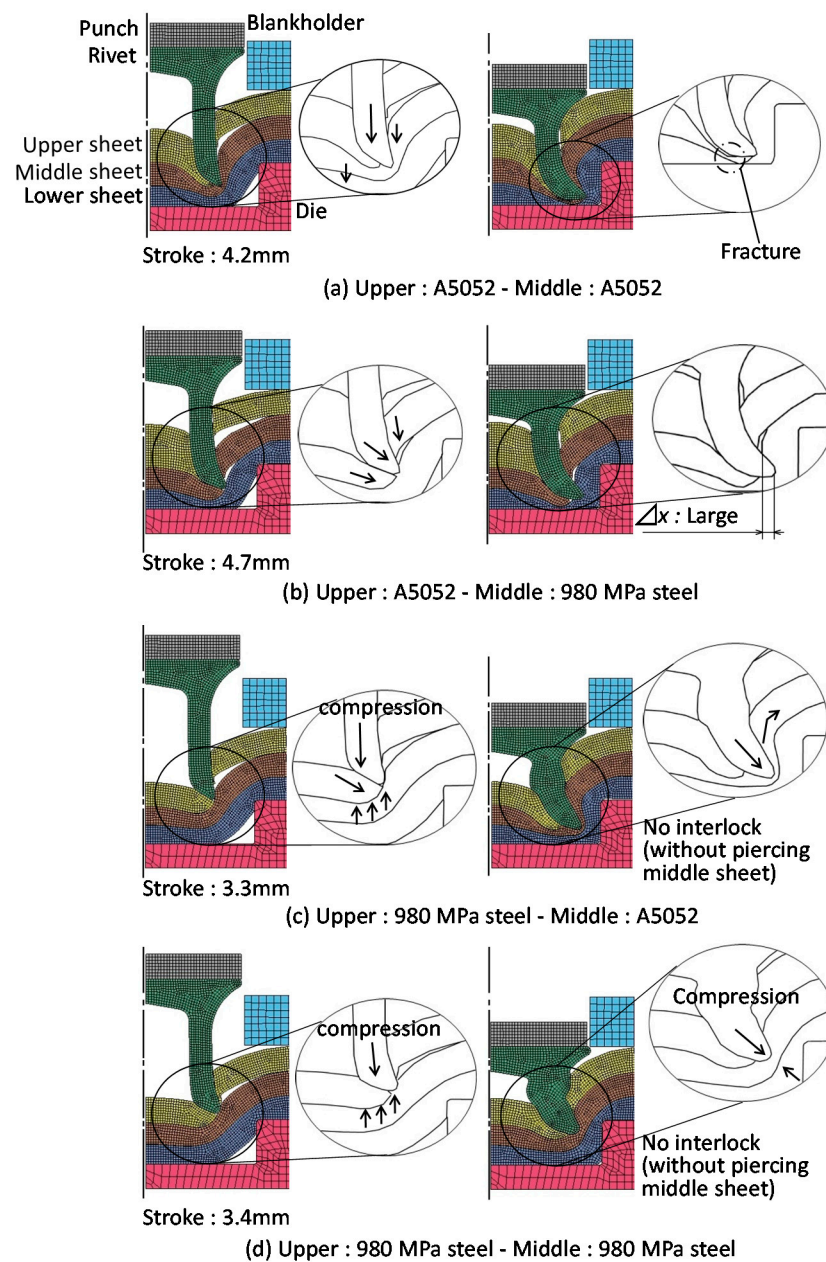 Punch
Blankholder
Rivet
Upper sheet
Middle sheet
Lower sheet
Die
Stroke : 4.2mm
Fracture
(a) Upper : A5052 - Middle : A5052
Δx : Large
Stroke : 4.7mm
(b) Upper : A5052 - Middle : 980 MPa steel
compression
No interlock
(without piercing
middle sheet)
Stroke : 3.3mm
(c) Upper : 980 MPa steel - Middle : A5052
compression
Compression
No interlock
(without piercing
middle sheet)
Stroke : 3.4mm
(d) Upper : 980 MPa steel - Middle : 980 MPa steel